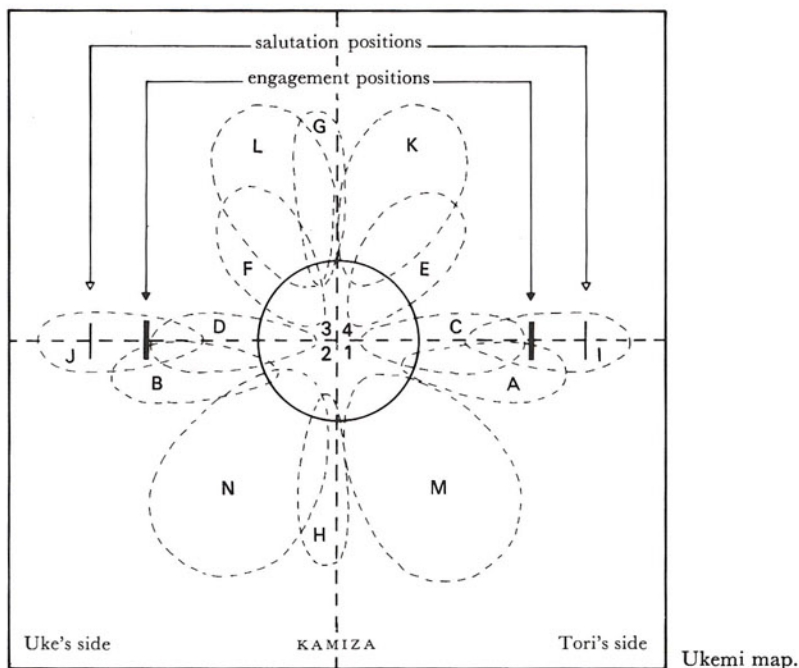 salutation positions
engagement positions
G
L K
F E
3 4
D C
J 2 1 I
B A
N M
H
Uke's side KAMIZA Tori's side
Ukemi map.